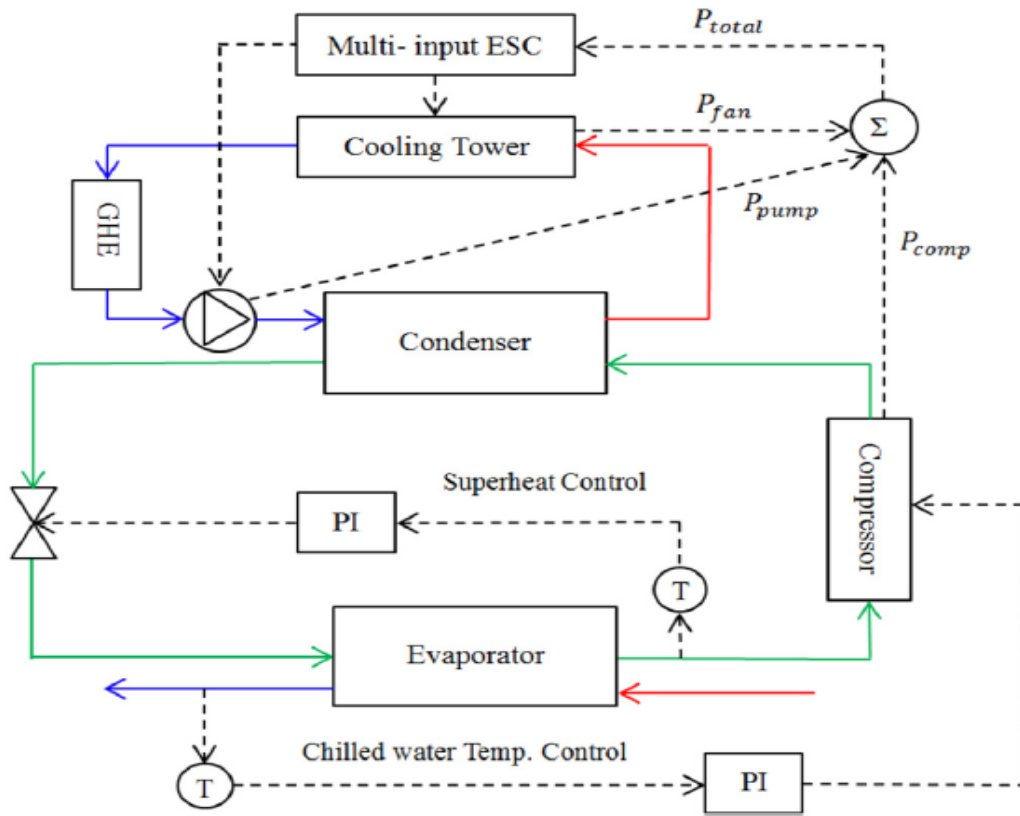 P_total
Multi- input ESC
P_fan
Σ
Cooling Tower
GHE
P_pump
P_comp
Condenser
Compressor
Superheat Control
PI
T
Evaporator
Chilled water Temp. Control
T
PI